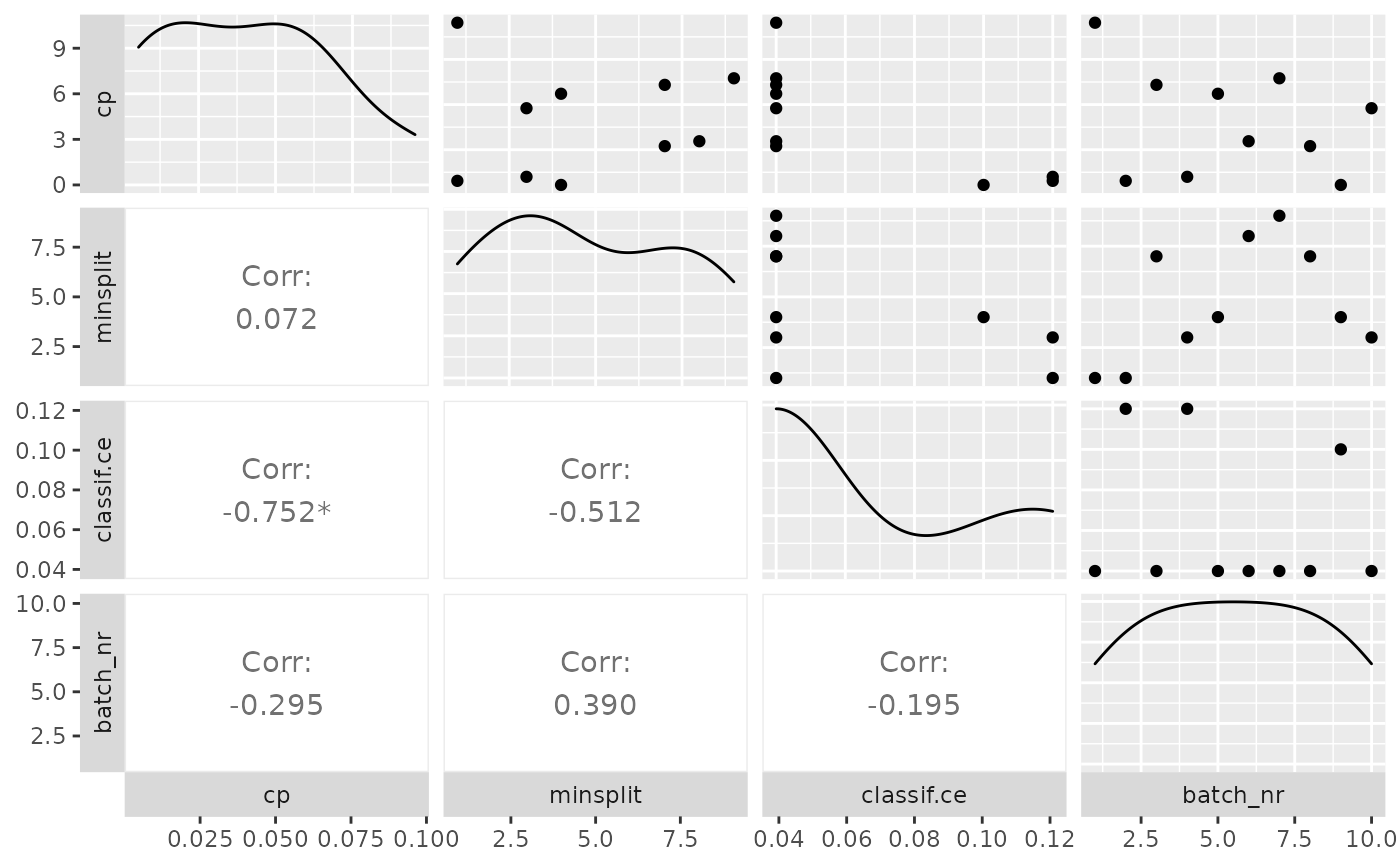 9
6
3
0
cp
7.5
5.0
2.5
minsplit
Corr:
0.072
0.12
0.10
0.08
0.06
0.04
classif.ce
Corr:
-0.752*
Corr:
-0.512
10.0
7.5
5.0
2.5
batch_nr
Corr:
-0.295
Corr:
0.390
Corr:
-0.195
cp minsplit classif.ce batch_nr
0.025 0.050 0.075 0.100 2.5 5.0 7.5 0.04 0.06 0.08 0.10 0.12 2.5 5.0 7.5 10.0